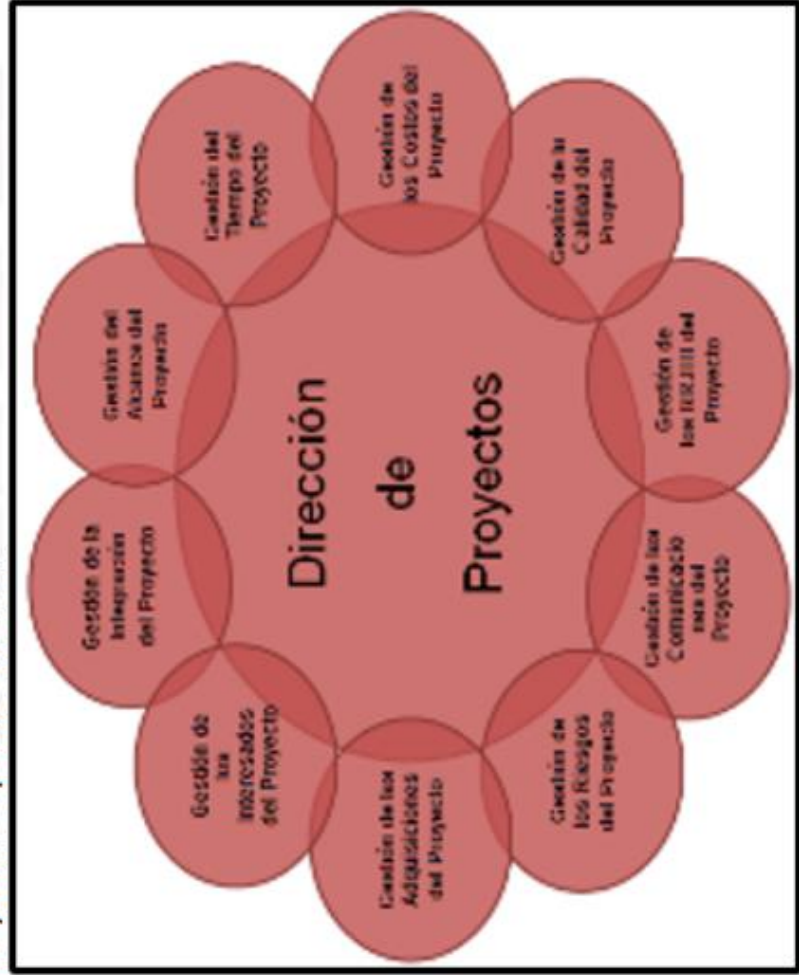 Gestión de la
Integración
del Proyecto
Gestión del
Alcance del
Proyecto
Gestión del
Tiempo del
Proyecto
Gestión de
los Costos del
Proyecto
Gestión de la
Calidad del
Proyecto
Gestión de
los RR.HH del
Proyecto
Gestión de las
Comunicacio
nes del
Proyecto
Gestión de
los Riesgos
del Proyecto
Gestión de las
Adquisiciones
del Proyecto
Gestión de
los
Interesados
del Proyecto
Dirección
de
Proyectos